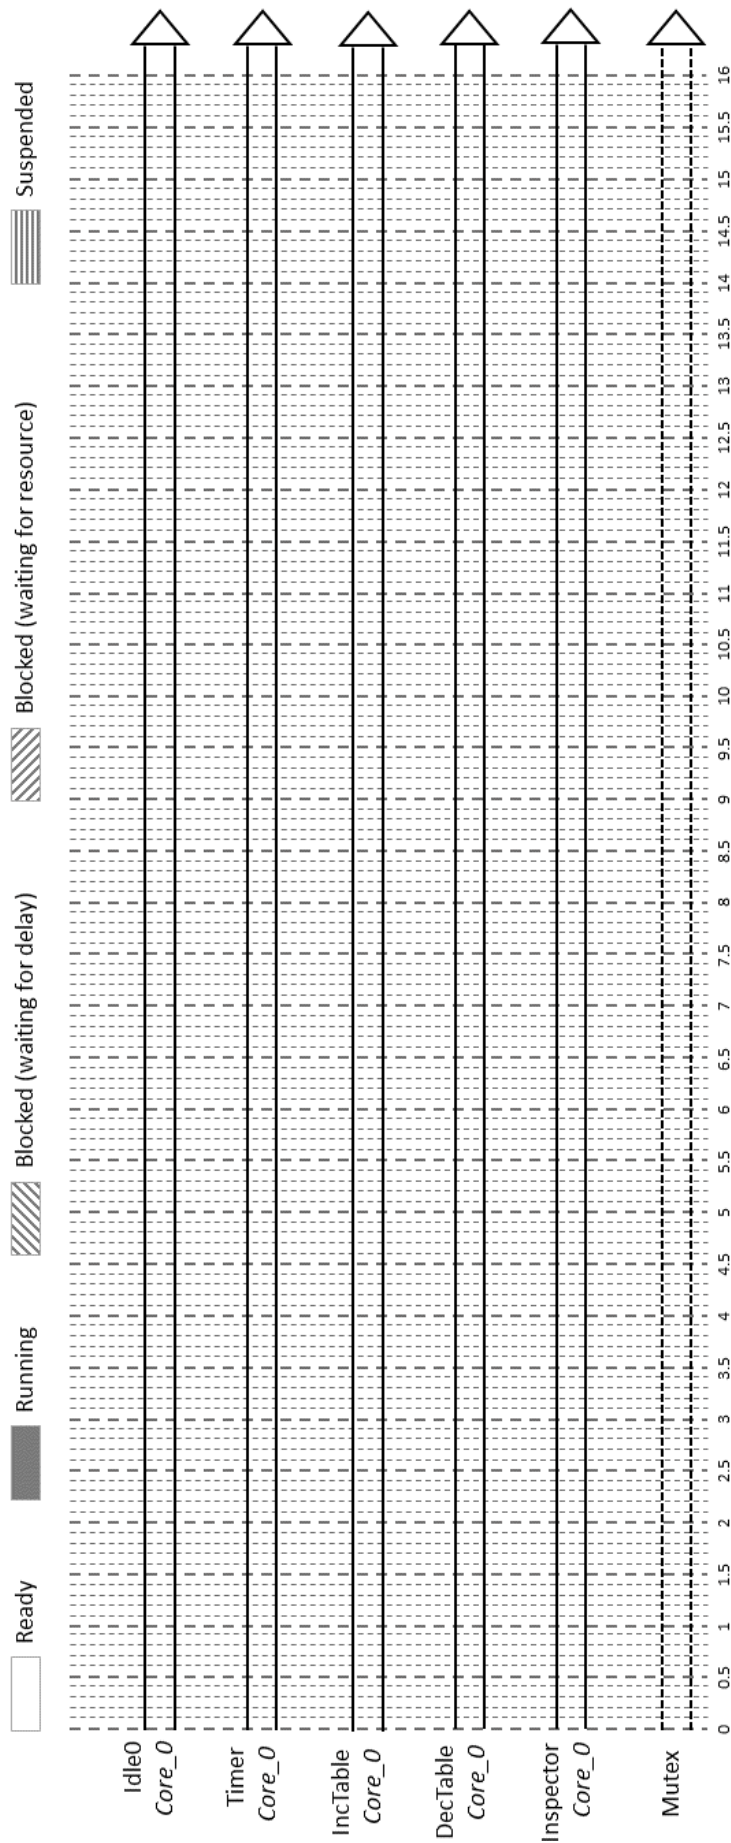 Ready Running Blocked (waiting for delay) Blocked (waiting for resource) Suspended
Idle0
Core_0
Timer
Core_0
IncTable
Core_0
DecTable
Core_0
Inspector
Core_0
Mutex
0 0.5 1 1.5 2 2.5 3 3.5 4 4.5 5 5.5 6 6.5 7 7.5 8 8.5 9 9.5 10 10.5 11 11.5 12 12.5 13 13.5 14 14.5 15 15.5 16